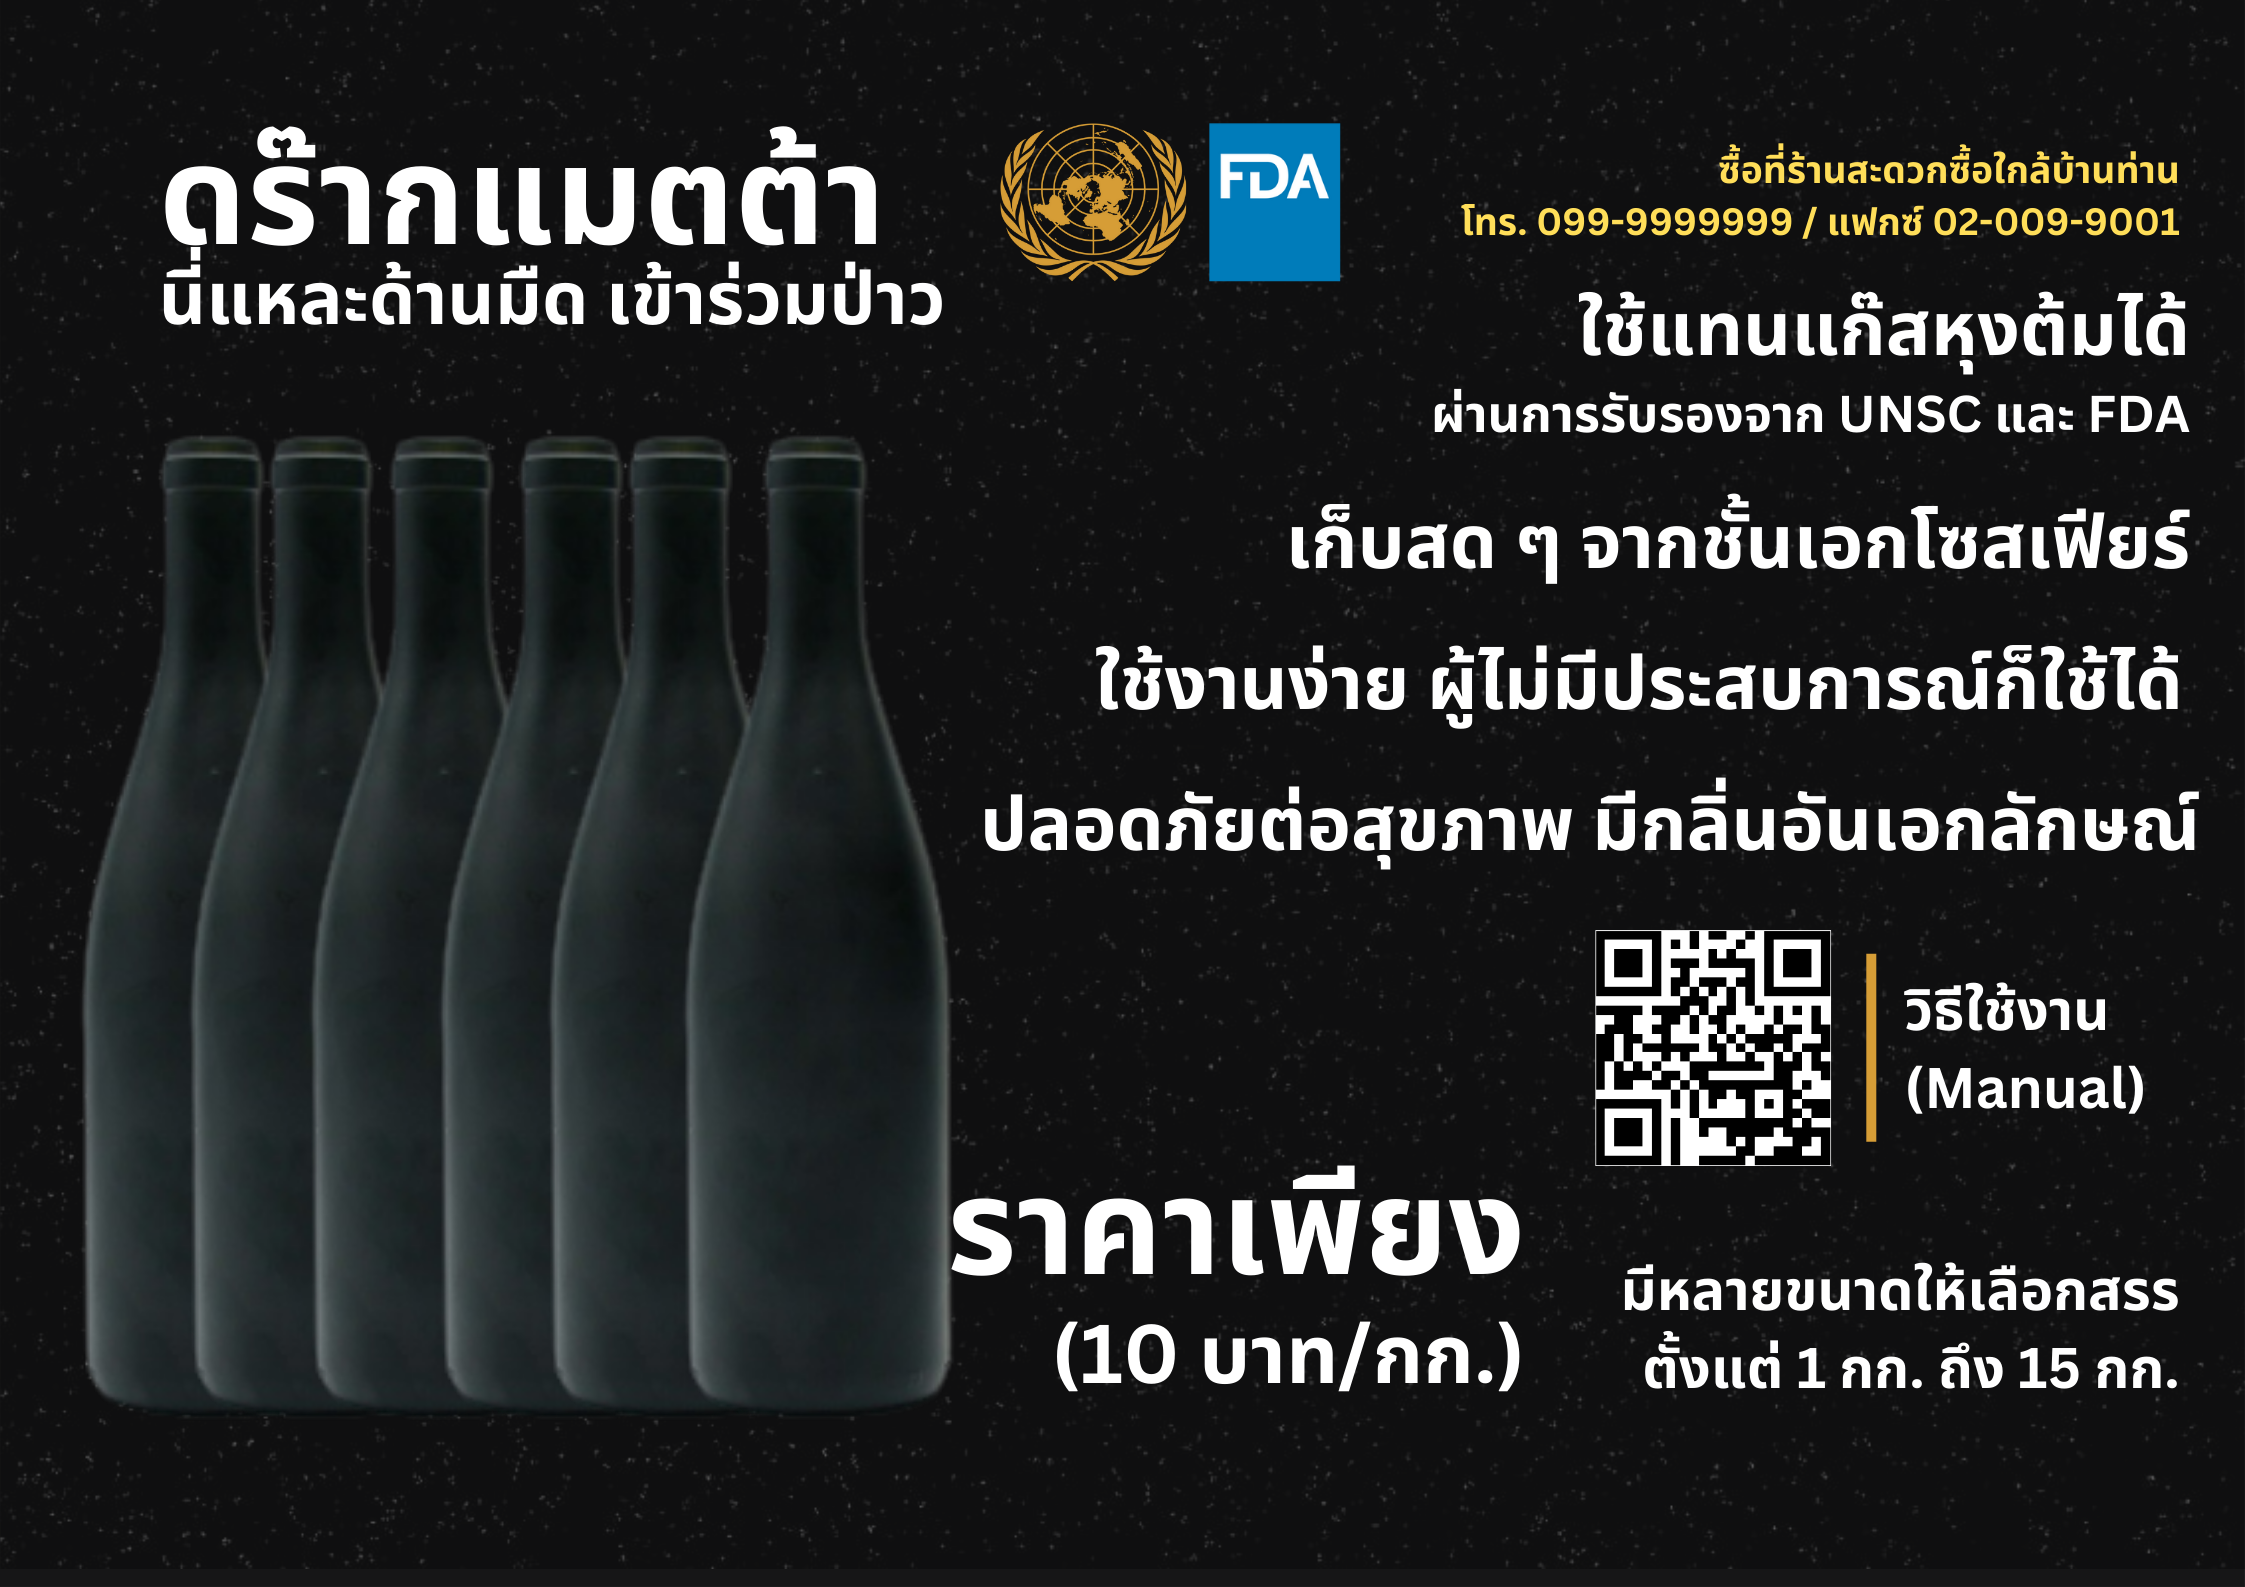 ดร๊ากแมตต้า
นี่แหละด้านมืด เข้าร่วมป่าว
FDA
ซื้อที่ร้านสะดวกซื้อใกล้บ้านท่าน
โทร. 099-9999999 / แฟกซ์ 02-009-9001
ใช้แทนแก๊สหุงต้มได้
ผ่านการรับรองจาก UNSC และ FDA
เก็บสด ๆ จากชั้นเอกโซสเฟียร์
ใช้งานง่าย ผู้ไม่มีประสบการณ์ก็ใช้ได้
ปลอดภัยต่อสุขภาพ มีกลิ่นอันเอกลักษณ์
วิธีใช้งาน
(Manual)
ราคาเพียง
(10 บาท/กก.)
มีหลายขนาดให้เลือกสรร
ตั้งแต่ 1 กก. ถึง 15 กก.